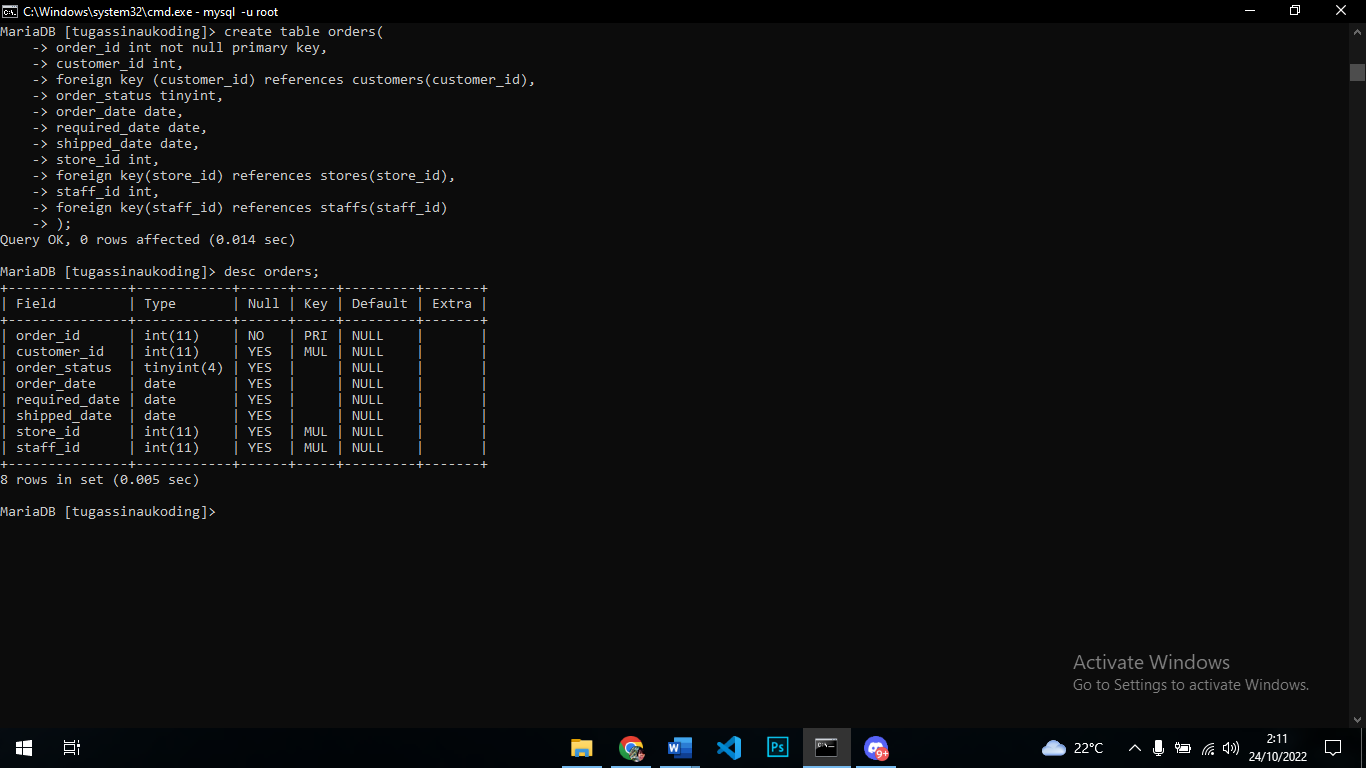 C:\Windows\system32\cmd.exe - mysql  -u root
MariaDB [tugassinaukoding]> create table orders(
    -> order_id int not null primary key,
    -> customer_id int,
    -> foreign key (customer_id) references customers(customer_id),
    -> order_status tinyint,
    -> order_date date,
    -> required_date date,
    -> shipped_date date,
    -> store_id int,
    -> foreign key(store_id) references stores(store_id),
    -> staff_id int,
    -> foreign key(staff_id) references staffs(staff_id)
    -> );
Query OK, 0 rows affected (0.014 sec)
MariaDB [tugassinaukoding]> desc orders;
+---------------+------------+------+-----+---------+-------+
| Field         | Type       | Null | Key | Default | Extra |
+---------------+------------+------+-----+---------+-------+
| order_id      | int(11)    | NO   | PRI | NULL    |       |
| customer_id   | int(11)    | YES  | MUL | NULL    |       |
| order_status  | tinyint(4) | YES  |     | NULL    |       |
| order_date    | date       | YES  |     | NULL    |       |
| required_date | date       | YES  |     | NULL    |       |
| shipped_date  | date       | YES  |     | NULL    |       |
| store_id      | int(11)    | YES  | MUL | NULL    |       |
| staff_id      | int(11)    | YES  | MUL | NULL    |       |
+---------------+------------+------+-----+---------+-------+
8 rows in set (0.005 sec)
MariaDB [tugassinaukoding]>
Activate Windows
Go to Settings to activate Windows.
W
Ps
C:\.
9+
22°C
2:11
24/10/2022